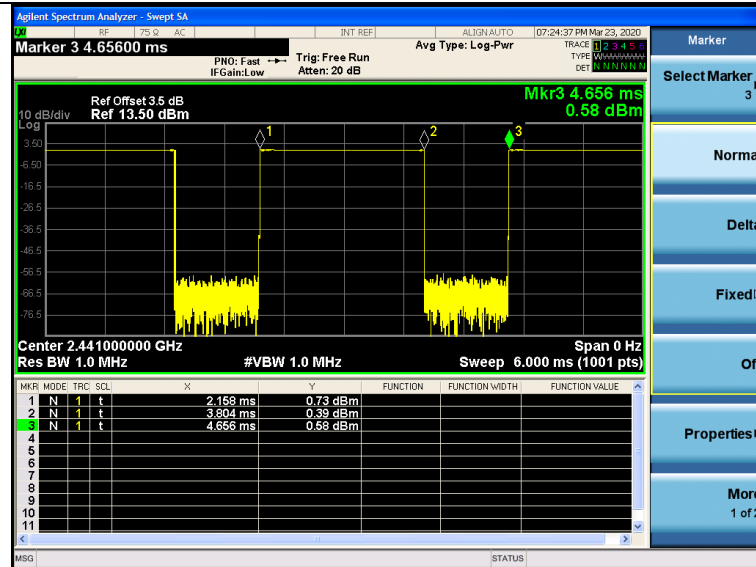 Agilent Spectrum Analyzer - Swept SA
LXI RF 75 Ω AC INT REF ALIGN AUTO 07:24:37 PM Mar 23, 2020
Marker 3 4.65600 ms
PNO: Fast
IFGain:Low
Trig: Free Run
Atten: 20 dB
Avg Type: Log-Pwr
TRACE 1 2 3 4 5 6
TYPE
DET N N N N N N
Ref Offset 3.5 dB
10 dB/div Ref 13.50 dBm
Log
Mkr3 4.656 ms
0.58 dBm
1 2 3
3.50
-6.50
-16.5
-26.5
-36.5
-46.5
-56.5
-66.5
-76.5
Center 2.441000000 GHz Span 0 Hz
Res BW 1.0 MHz #VBW 1.0 MHz Sweep 6.000 ms (1001 pts)
MKR MODE TRC SCL X Y FUNCTION FUNCTION WIDTH FUNCTION VALUE
1 N 1 t 2.158 ms 0.73 dBm
2 N 1 t 3.804 ms 0.39 dBm
3 N 1 t 4.656 ms 0.58 dBm
4
5
6
7
8
9
10
11
MSG STATUS
Marker
Select Marker
3
Norma
Delta
Fixed
Of
Properties
More
1 of 2